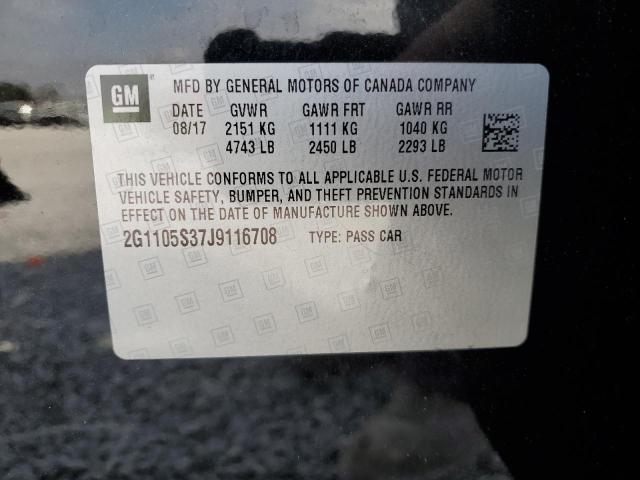 GM
MFD BY GENERAL MOTORS OF CANADA COMPANY
DATE GVWR GAWR FRT GAWR RR
08/17 2151 KG 1111 KG 1040 KG
4743 LB 2450 LB 2293 LB
THIS VEHICLE CONFORMS TO ALL APPLICABLE U.S. FEDERAL MOTOR
VEHICLE SAFETY, BUMPER, AND THEFT PREVENTION STANDARDS IN
EFFECT ON THE DATE OF MANUFACTURE SHOWN ABOVE.
2G1105S37J9116708 TYPE: PASS CAR